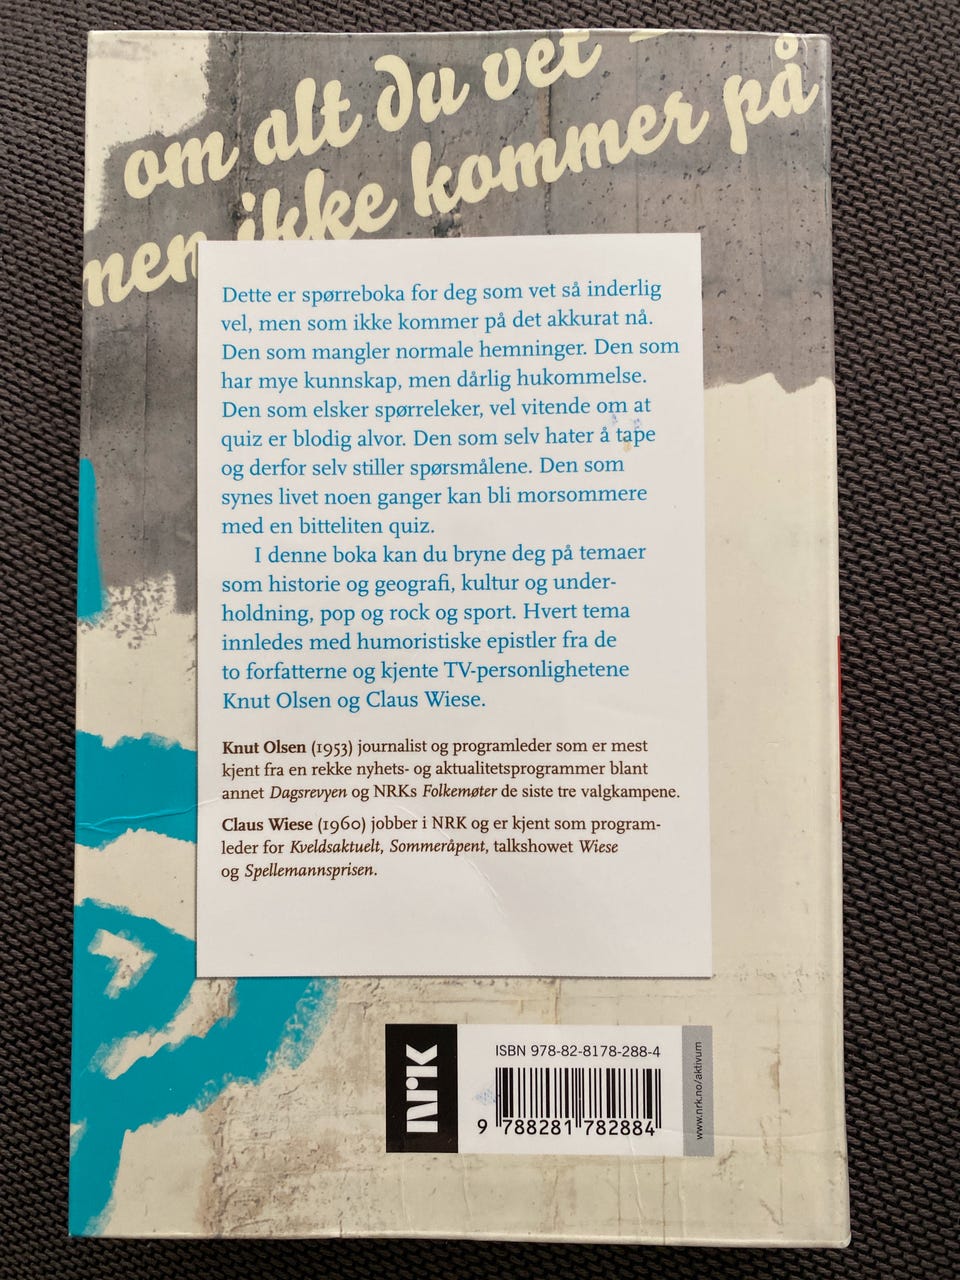 om alt du vet –
men ikke kommer på
Dette er spørreboka for deg som vet så inderlig
vel, men som ikke kommer på det akkurat nå.
Den som mangler normale hemninger. Den som
har mye kunnskap, men dårlig hukommelse.
Den som elsker spørreleker, vel vitende om at
quiz er blodig alvor. Den som selv hater å tape
og derfor selv stiller spørsmålene. Den som
synes livet noen ganger kan bli morsommere
med en bitteliten quiz.
I denne boka kan du bryne deg på temaer
som historie og geografi, kultur og under-
holdning, pop og rock og sport. Hvert tema
innledes med humoristiske epistler fra de
to forfatterne og kjente TV-personlighetene
Knut Olsen og Claus Wiese.
Knut Olsen (1953) journalist og programleder som er mest
kjent fra en rekke nyhets- og aktualitetsprogrammer blant
annet Dagsrevyen og NRKs Folkemøter de siste tre valgkampene.
Claus Wiese (1960) jobber i NRK og er kjent som program-
leder for Kveldsaktuelt, Sommeråpent, talkshowet Wiese
og Spellemannsprisen.
NRK
ISBN 978-82-8178-288-4
9 788281 782884
www.nrk.no/aktivum